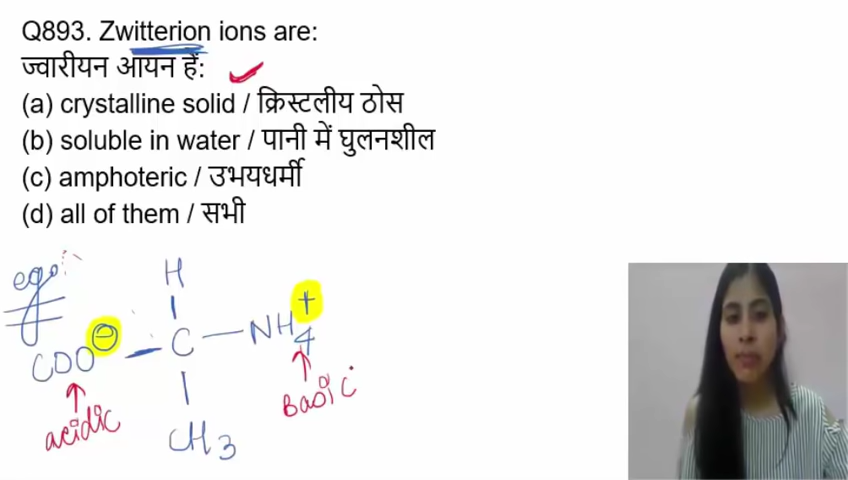 Q893. Zwitterion ions are:
ज्वारीयन आयन हैं:
(a) crystalline solid / क्रिस्टलीय ठोस
(b) soluble in water / पानी में घुलनशील
(c) amphoteric / उभयधर्मी
(d) all of them / सभी
eg:
H
COO⊖ — C — NH4+
CH3
acidic
Basic